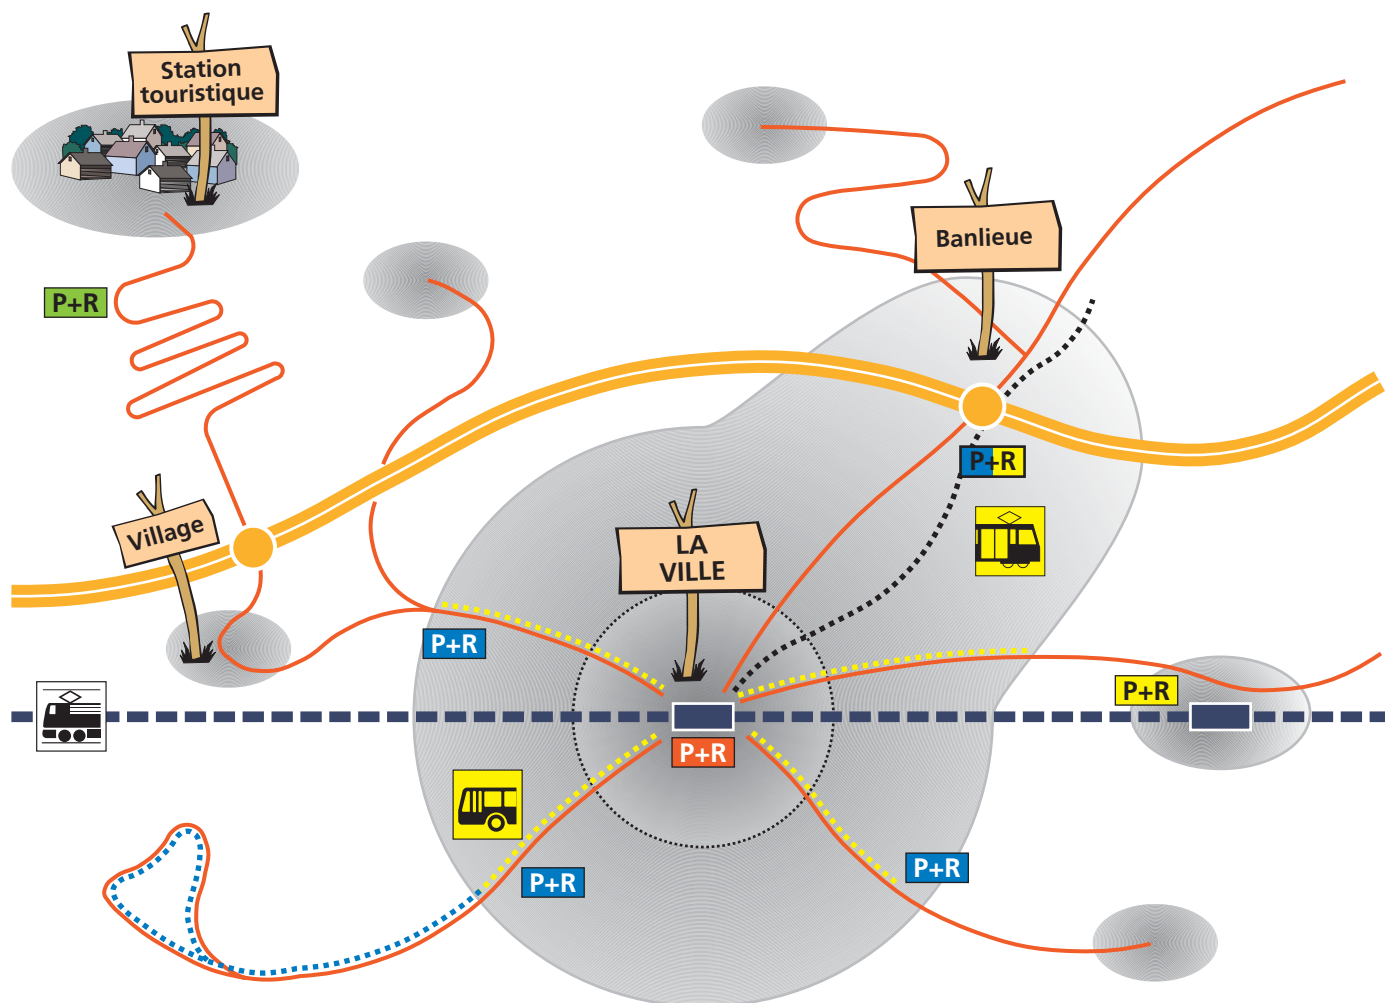 Station
touristique
Banlieue
P+R
P+R
Village
LA
VILLE
P+R
P+R
P+R
P+R
P+R